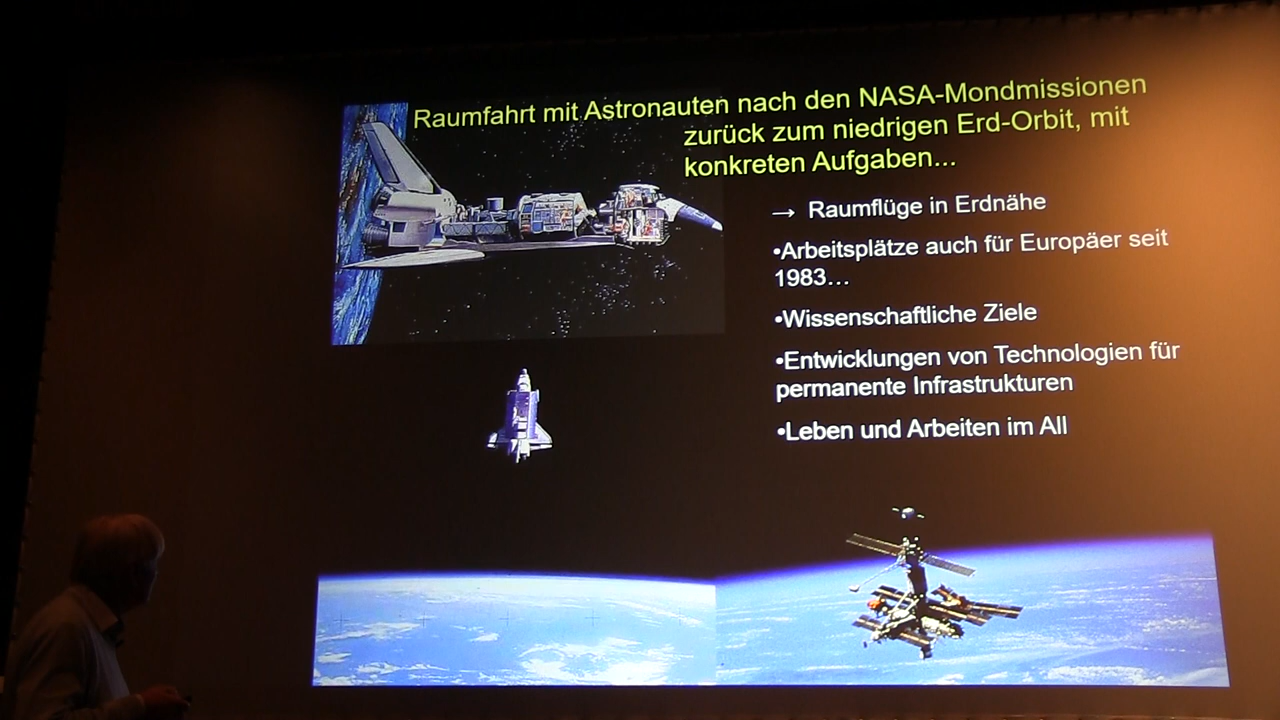 Raumfahrt mit Astronauten nach den NASA-Mondmissionen
zurück zum niedrigen Erd-Orbit, mit
konkreten Aufgaben...
→ Raumflüge in Erdnähe
•Arbeitsplätze auch für Europäer seit
1983...
•Wissenschaftliche Ziele
•Entwicklungen von Technologien für
permanente Infrastrukturen
•Leben und Arbeiten im All